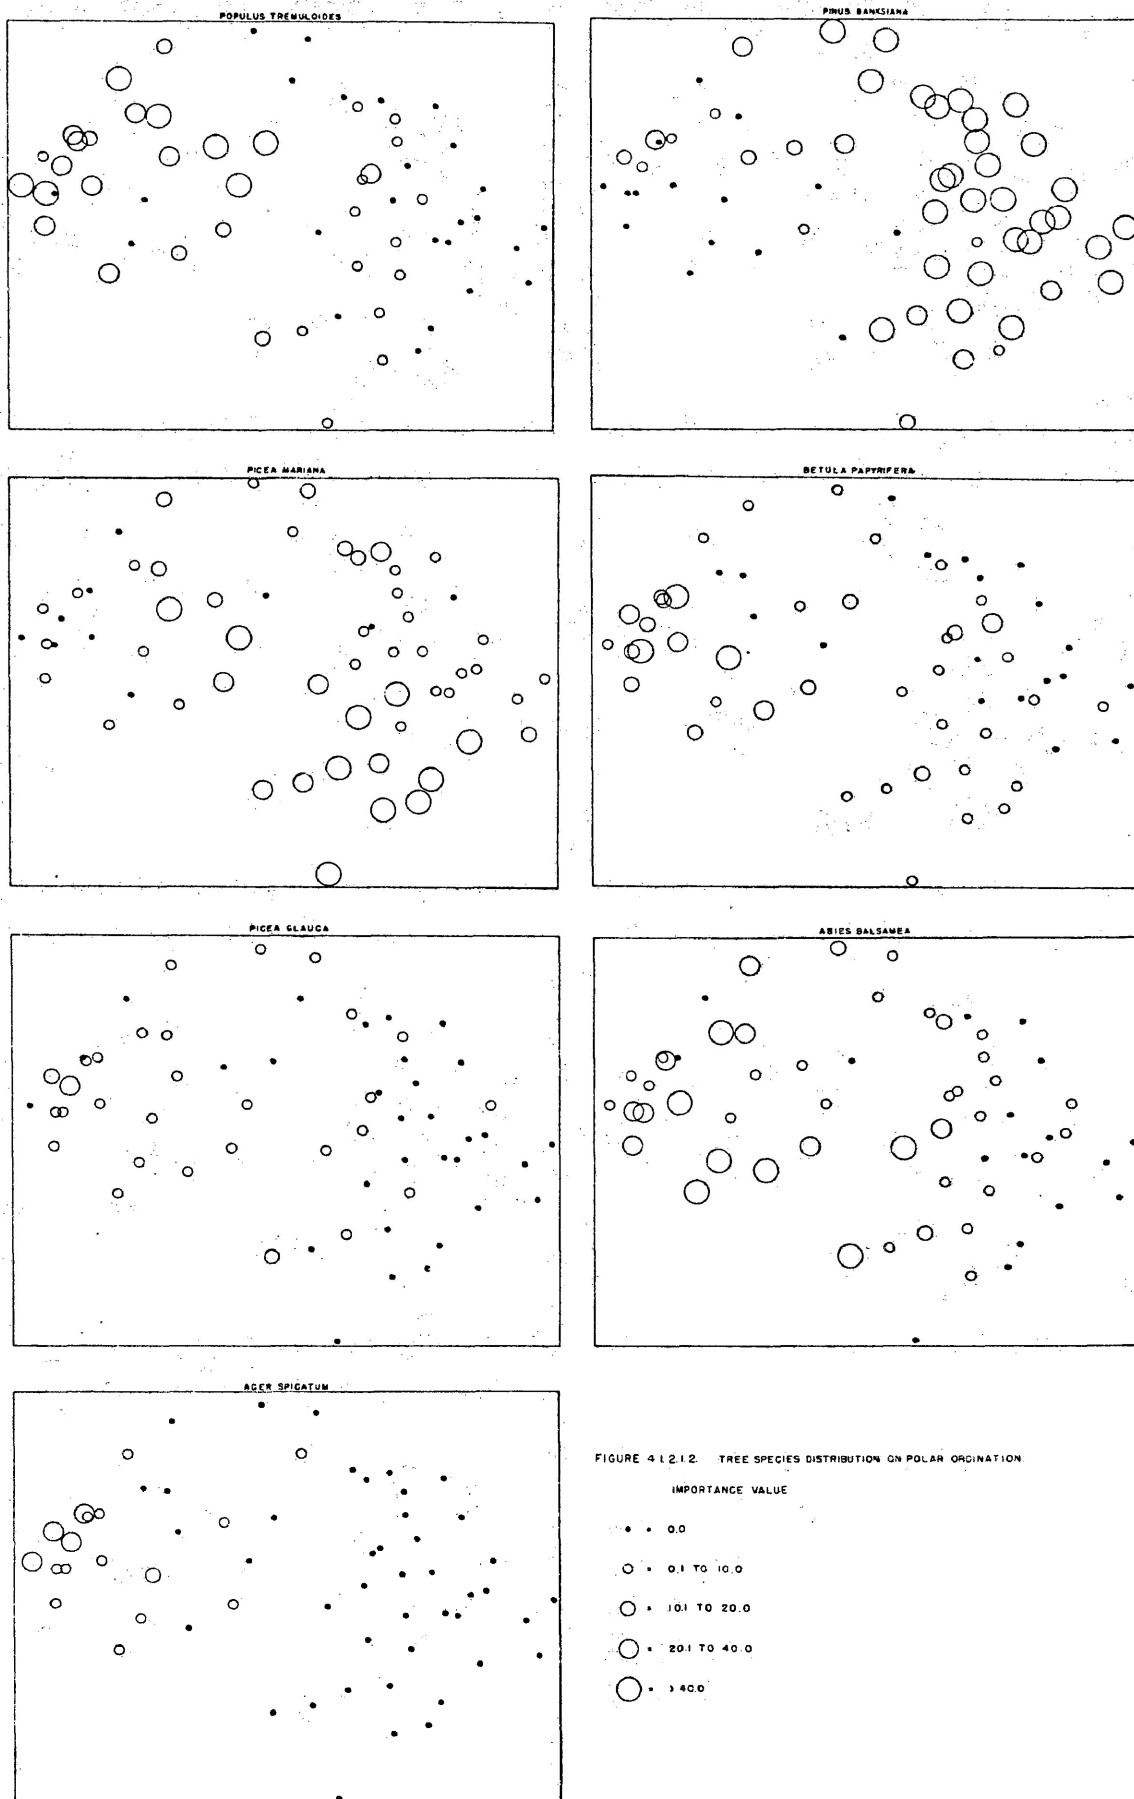 POPULUS TREMULOIDES
PINUS BANKSIANA
PICEA MARIANA
BETULA PAPYRIFERA
PICEA GLAUCA
ABIES BALSAMEA
ACER SPICATUM
FIGURE 4.1.2.1.2. TREE SPECIES DISTRIBUTION ON POLAR ORDINATION.
IMPORTANCE VALUE
= 0.0
= 0.1 TO 10.0
= 10.1 TO 20.0
= 20.1 TO 40.0
= > 40.0